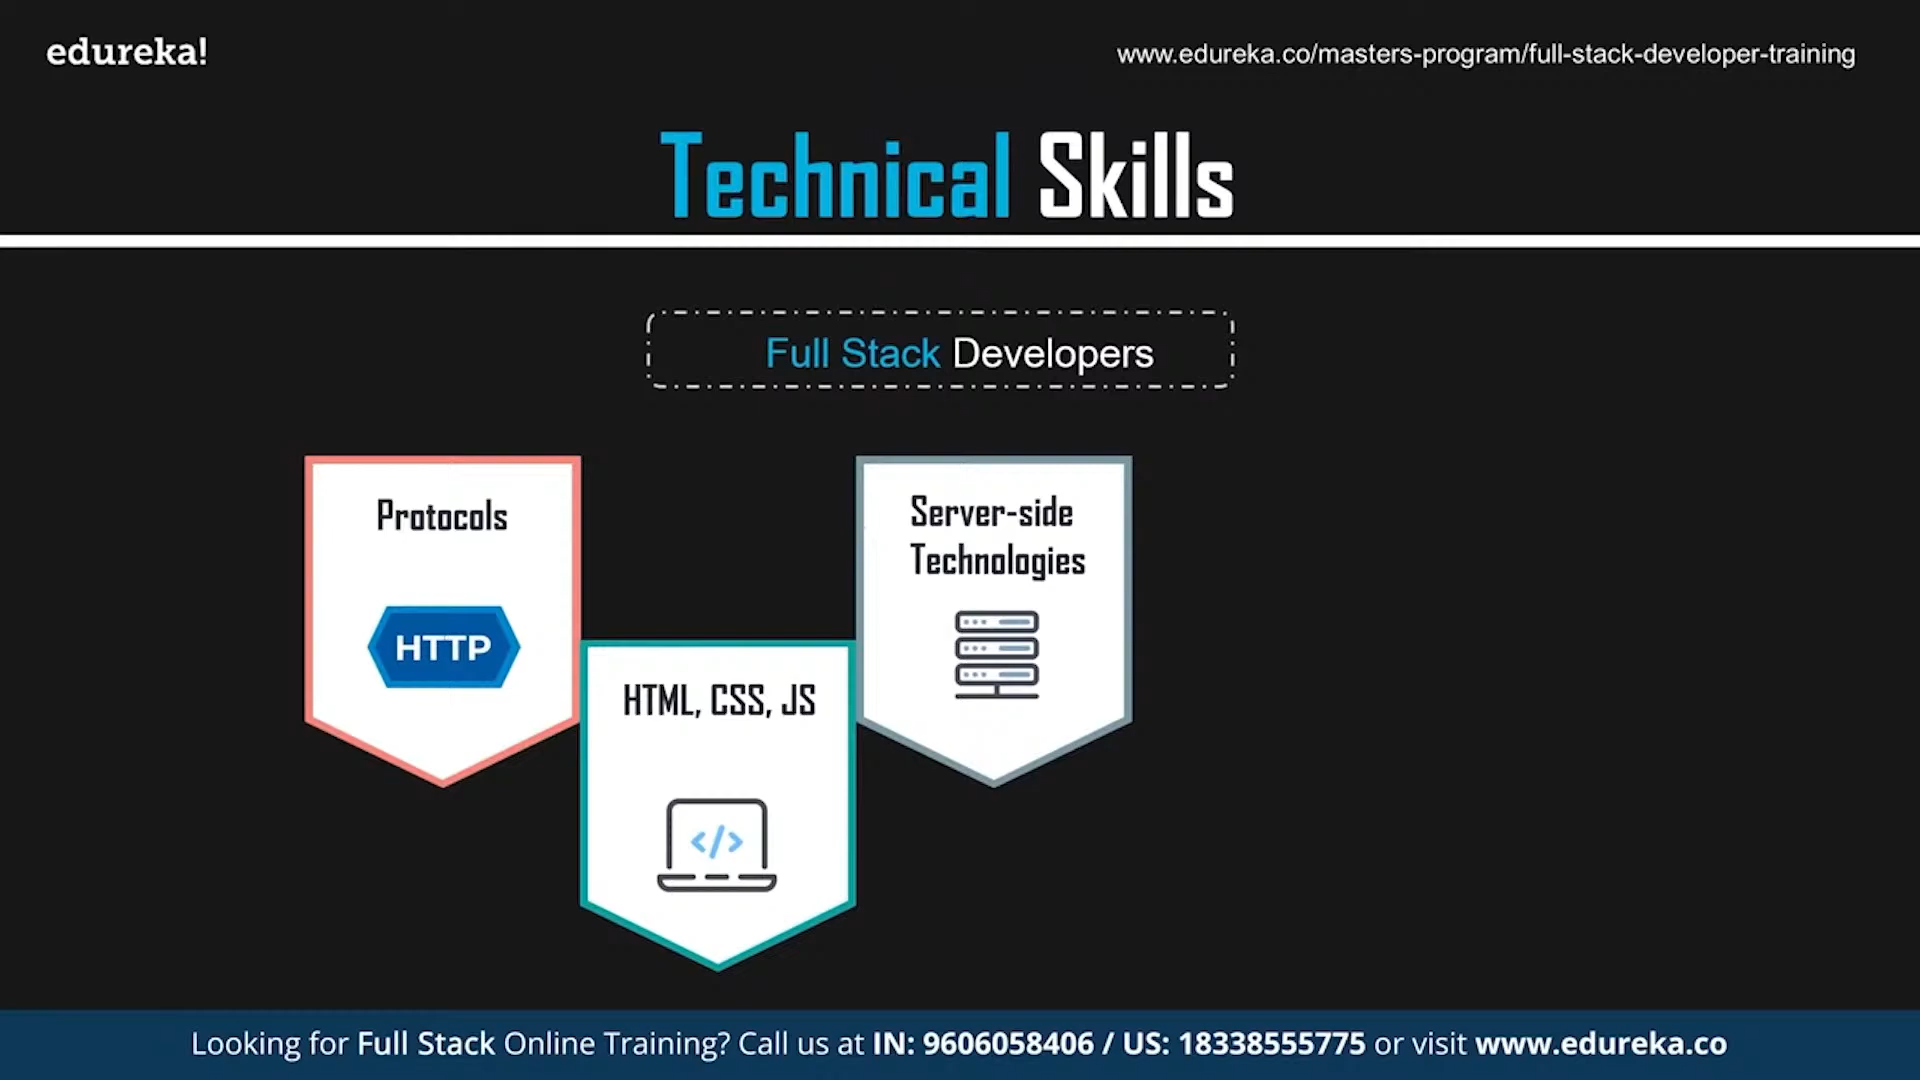 edureka!
www.edureka.co/masters-program/full-stack-developer-training
Technical Skills
Full Stack Developers
Protocols
HTTP
HTML, CSS, JS
</>
Server-side
Technologies
Looking for Full Stack Online Training? Call us at IN: 9606058406 / US: 18338555775 or visit www.edureka.co